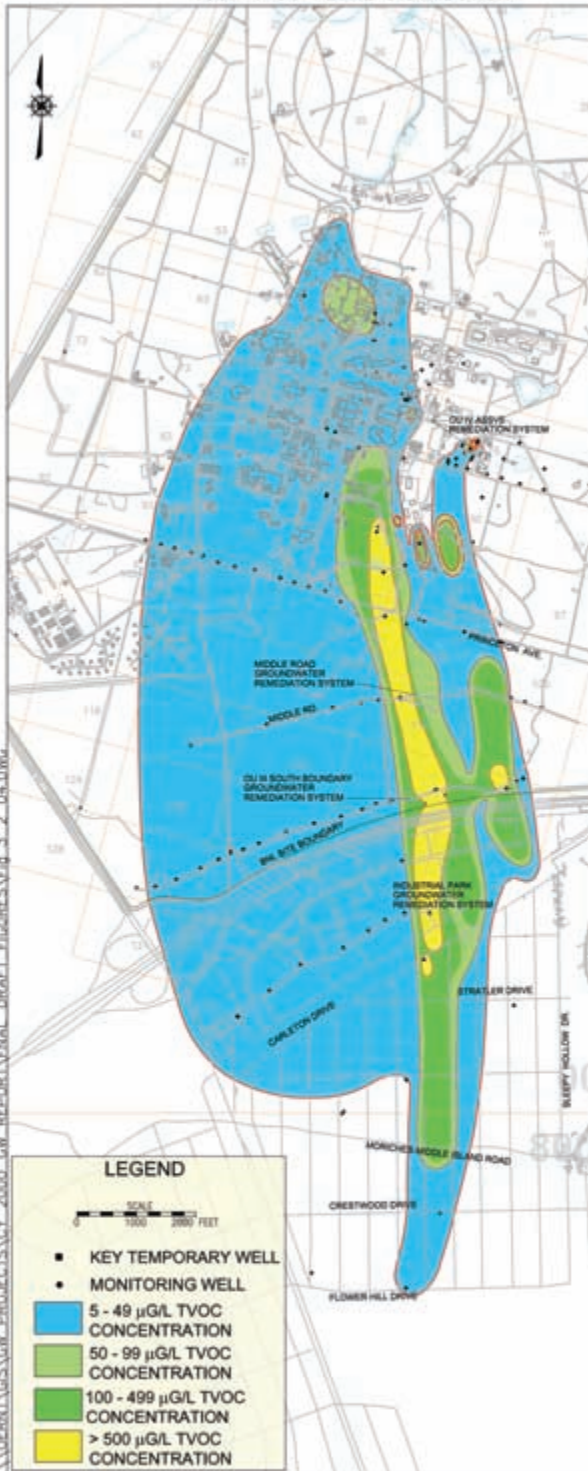 OU IV AS/SVE
REMEDIATION SYSTEM
PRINCETON AVE.
MIDDLE ROAD
GROUNDWATER
REMEDIATION SYSTEM
MIDDLE RD.
OU III SOUTH BOUNDARY
GROUNDWATER
REMEDIATION SYSTEM
BNL SITE BOUNDARY
INDUSTRIAL PARK
GROUNDWATER
REMEDIATION SYSTEM
STRATLER DRIVE
CARLETON DRIVE
SLEEPY HOLLOW DR.
MORICHES-MIDDLE ISLAND ROAD
CRESTWOOD DRIVE
FLOWER HILL DRIVE
LEGEND
SCALE
0 1000 2000 FEET
KEY TEMPORARY WELL
MONITORING WELL
5 - 49 µG/L TVOC
CONCENTRATION
50 - 99 µG/L TVOC
CONCENTRATION
100 - 499 µG/L TVOC
CONCENTRATION
> 500 µG/L TVOC
CONCENTRATION